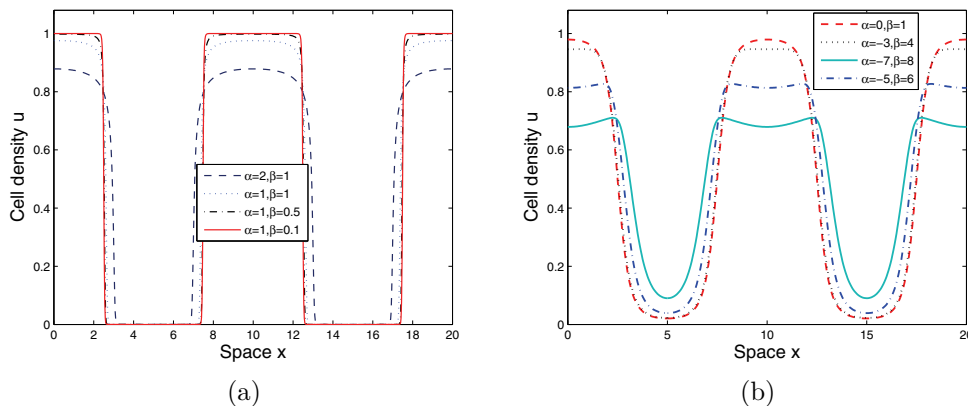 1
0.8
0.6
0.4
0.2
0
0 2 4 6 8 10 12 14 16 18 20
Cell density u
Space x
α=2,β=1
α=1,β=1
α=1,β=0.5
α=1,β=0.1
(a)
1
0.8
0.6
0.4
0.2
0
0 5 10 15 20
Cell density u
Space x
α=0,β=1
α=−3,β=4
α=−7,β=8
α=−5,β=6
(b)